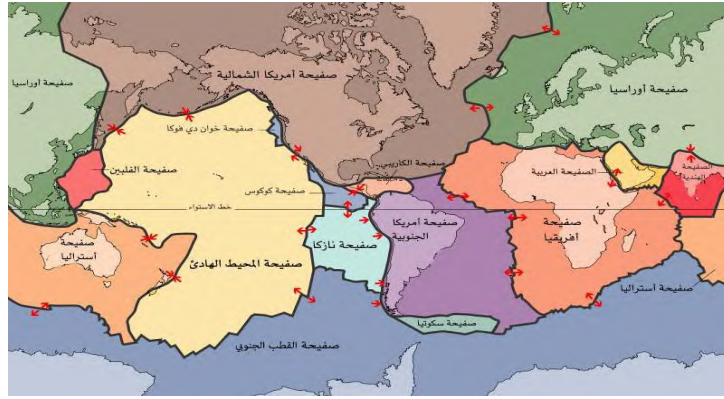 صفيحة أمريكا الشمالية
صفيحة أوراسيا
صفيحة أوراسيا
صفيحة خوان دي فوكا
صفيحة الفلبين
صفيحة الكاريبي
صفيحة كوكوس
خط الاستواء
الصفيحة العربية
الصفيحة
الهندية
صفيحة
أستراليا
صفيحة المحيط الهادئ
صفيحة نازكا
صفيحة أمريكا
الجنوبية
صفيحة
أفريقيا
صفيحة أستراليا
صفيحة سكوتيا
صفيحة القطب الجنوبي